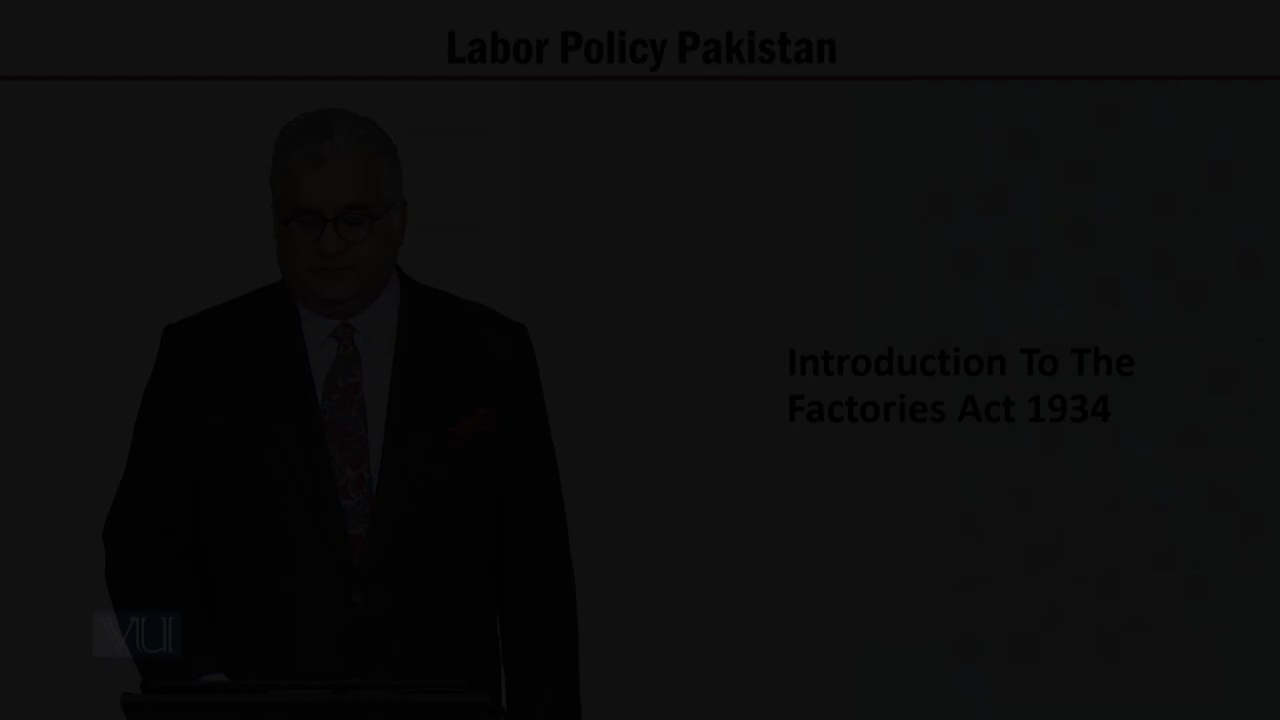 Labor Policy Pakistan
Introduction To The
Factories Act 1934
VU